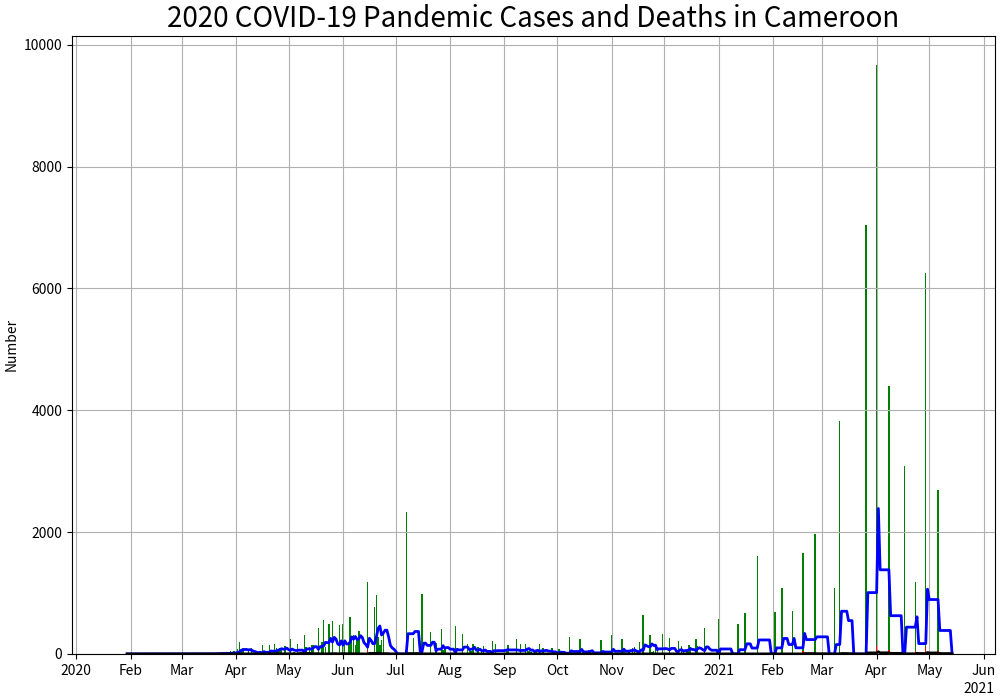 2020 COVID-19 Pandemic Cases and Deaths in Cameroon
10000
8000
6000
4000
2000
0
Number
2020 Feb Mar Apr May Jun Jul Aug Sep Oct Nov Dec 2021 Feb Mar Apr May Jun
2021